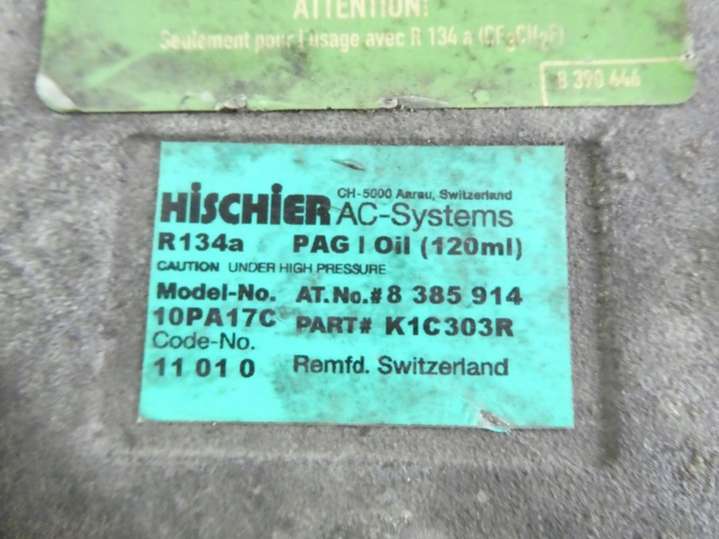 ATTENTION!
Seulement pour l'usage avec R 134 a (CF3CH2F)
8 390 646
CH-5000 Aarau, Switzerland
HiSCHiER AC-Systems
R134a PAG I Oil (120ml)
CAUTION UNDER HIGH PRESSURE
Model-No. AT.No.# 8 385 914
10PA17C PART# K1C303R
Code-No.
11 01 0 Remfd. Switzerland